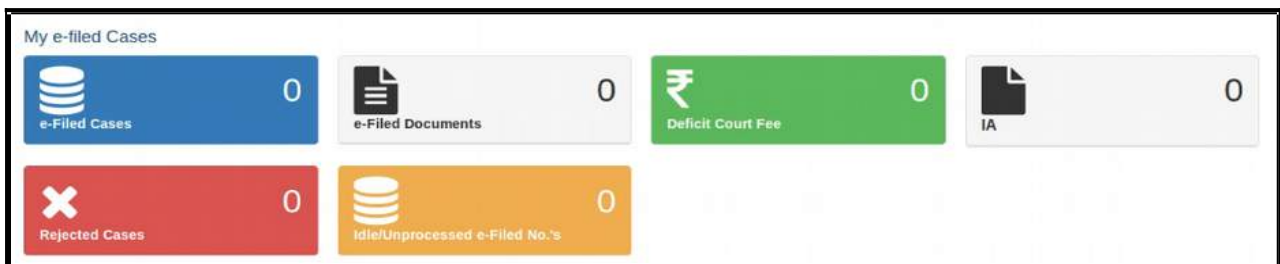 My e-filed Cases
0
e-Filed Cases
0
e-Filed Documents
₹ 0
Deficit Court Fee
0
IA
0
Rejected Cases
0
Idle/Unprocessed e-Filed No.'s